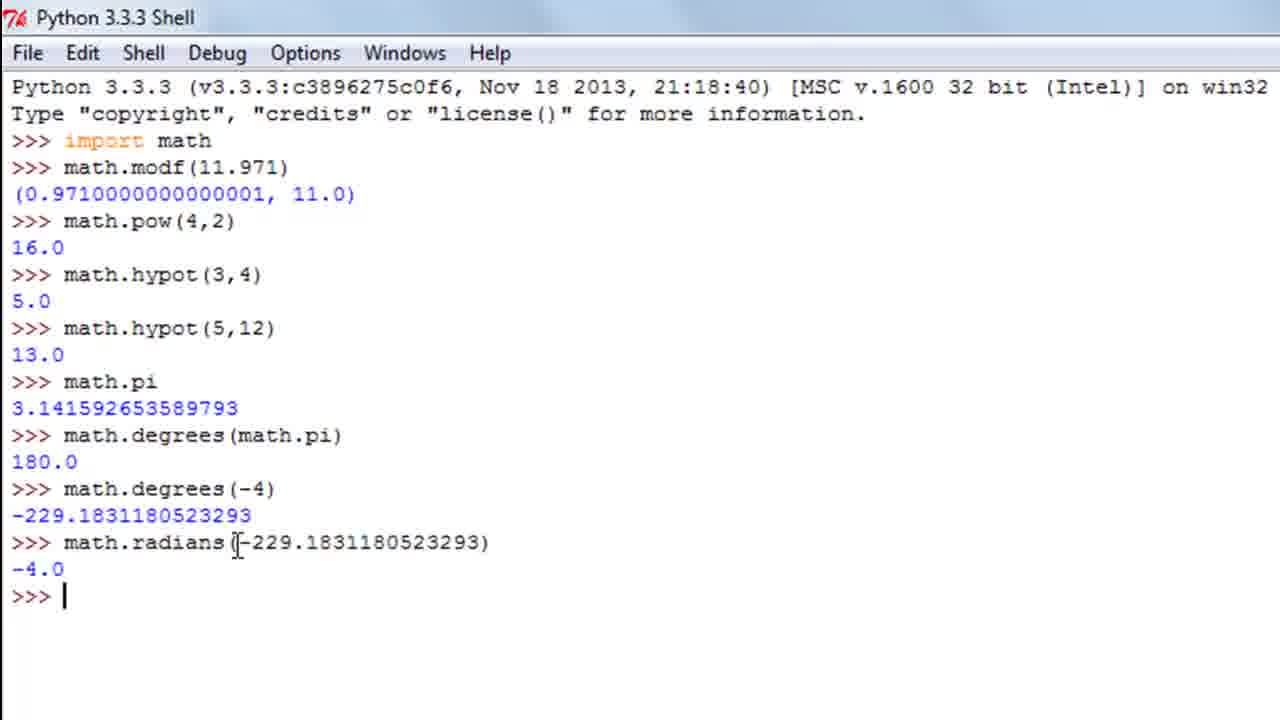 Python 3.3.3 Shell
File Edit Shell Debug Options Windows Help
Python 3.3.3 (v3.3.3:c3896275c0f6, Nov 18 2013, 21:18:40) [MSC v.1600 32 bit (Intel)] on win32
Type "copyright", "credits" or "license()" for more information.
>>> import math
>>> math.modf(11.971)
(0.9710000000000001, 11.0)
>>> math.pow(4,2)
16.0
>>> math.hypot(3,4)
5.0
>>> math.hypot(5,12)
13.0
>>> math.pi
3.141592653589793
>>> math.degrees(math.pi)
180.0
>>> math.degrees(-4)
-229.1831180523293
>>> math.radians(-229.1831180523293)
-4.0
>>>